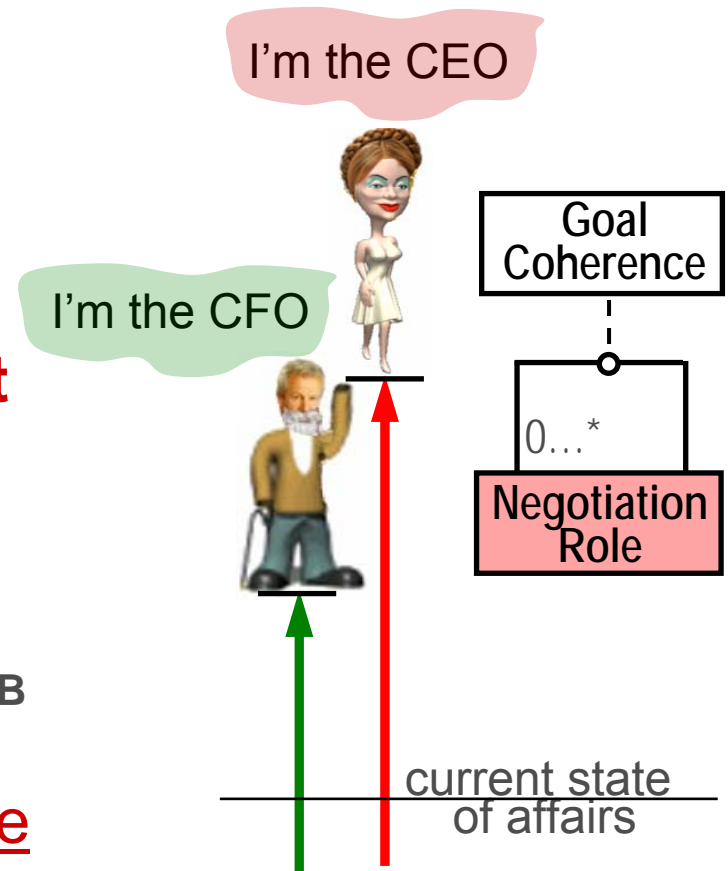 I'm the CEO
Goal
Coherence
I'm the CFO
t
0...*
Negotiation
Role
B
current state
of affairs
e